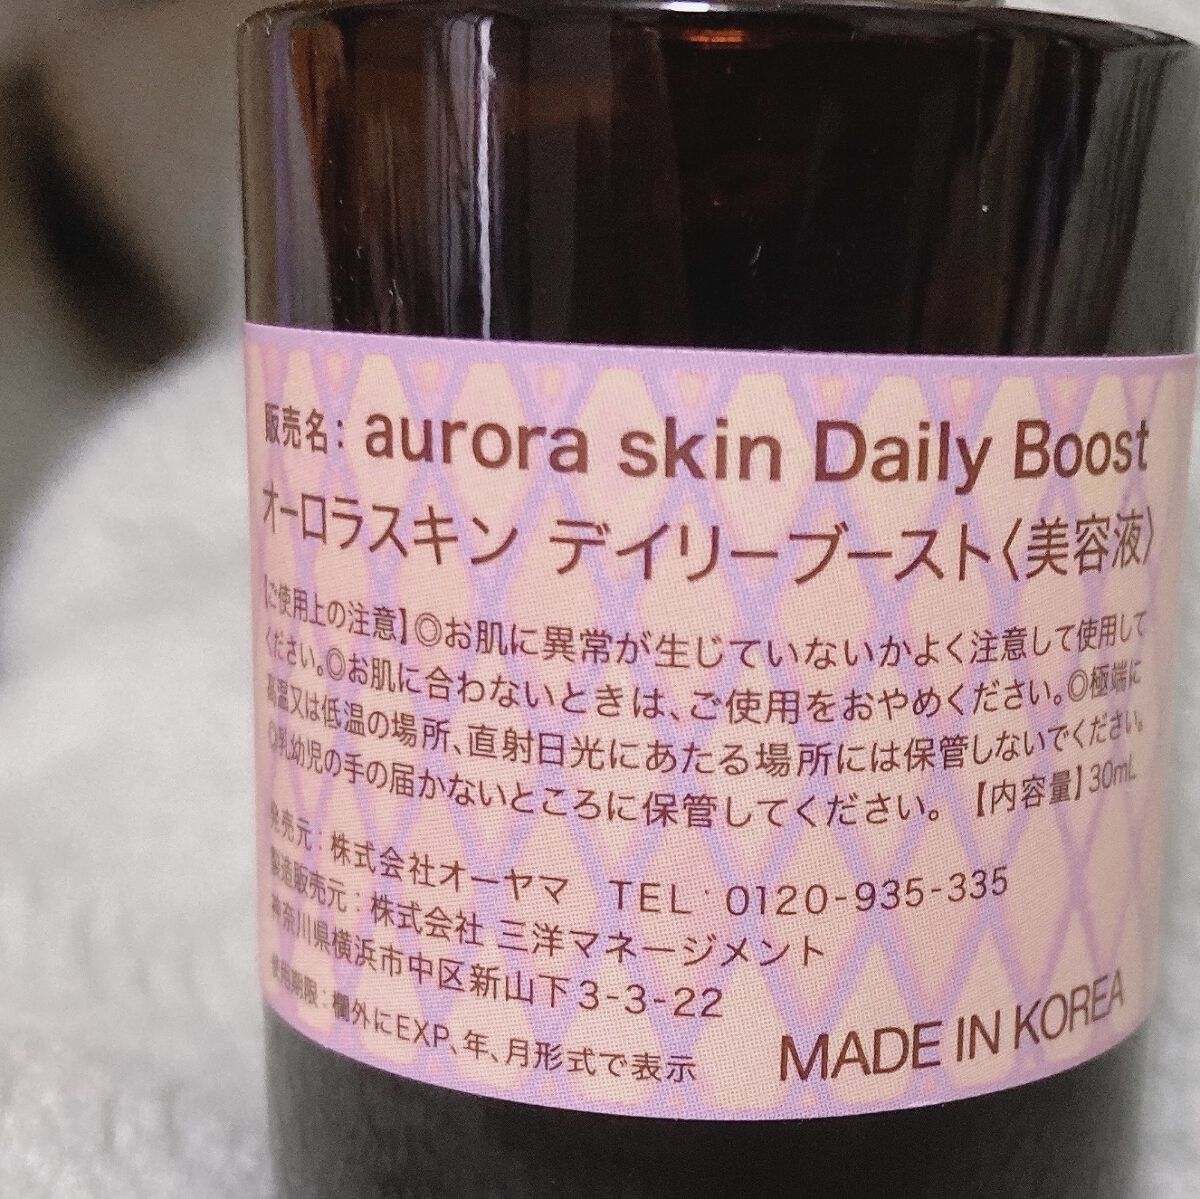 販売名：aurora skin Daily Boost
オーロラスキン デイリーブースト〈美容液〉
【ご使用上の注意】◎お肌に異常が生じていないかよく注意して使用して
ください。◎お肌に合わないときは、ご使用をおやめください。◎極端に
高温又は低温の場所、直射日光にあたる場所には保管しないでください。
◎乳幼児の手の届かないところに保管してください。【内容量】30mL
発売元：株式会社オーヤマ　TEL 0120-935-335
製造販売元：株式会社 三洋マネージメント
神奈川県横浜市中区新山下3-3-22
使用期限：欄外にEXP、年、月形式で表示
MADE IN KOREA